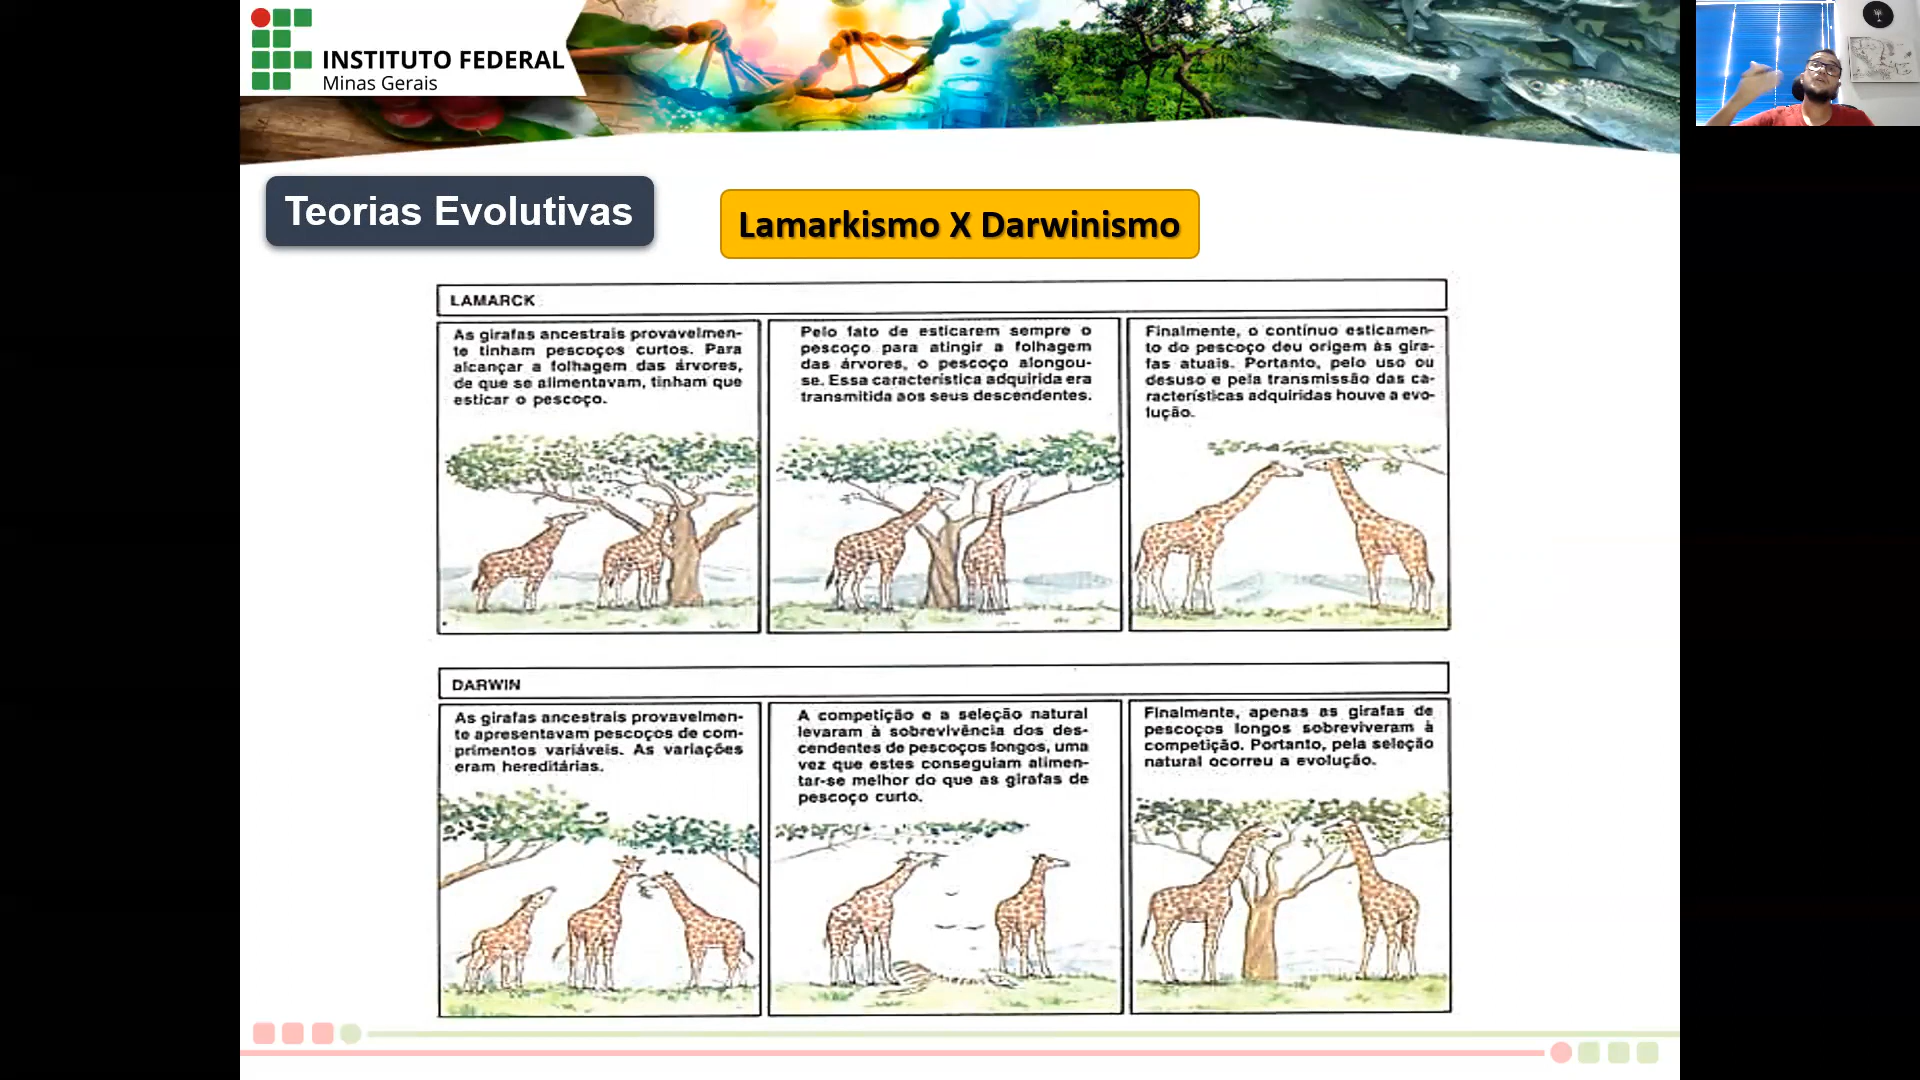 INSTITUTO FEDERAL
Minas Gerais
Teorias Evolutivas
Lamarkismo X Darwinismo
LAMARCK
As girafas ancestrais provavelmen-
te tinham pescoços curtos. Para
alcançar a folhagem das árvores,
de que se alimentavam, tinham que
esticar o pescoço.
Pelo fato de esticarem sempre o
pescoço para atingir a folhagem
das árvores, o pescoço alongou-
se. Essa característica adquirida era
transmitida aos seus descendentes.
Finalmente, o contínuo esticamen-
to do pescoço deu origem às gira-
fas atuais. Portanto, pelo uso ou
desuso e pela transmissão das ca-
racterísticas adquiridas houve a evo-
lução.
DARWIN
As girafas ancestrais provavelmen-
te apresentavam pescoços de com-
primentos variáveis. As variações
eram hereditárias.
A competição e a seleção natural
levaram à sobrevivência dos des-
cendentes de pescoços longos, uma
vez que estes conseguiam alimen-
tar-se melhor do que as girafas de
pescoço curto.
Finalmente, apenas as girafas de
pescoços longos sobreviveram à
competição. Portanto, pela seleção
natural ocorreu a evolução.